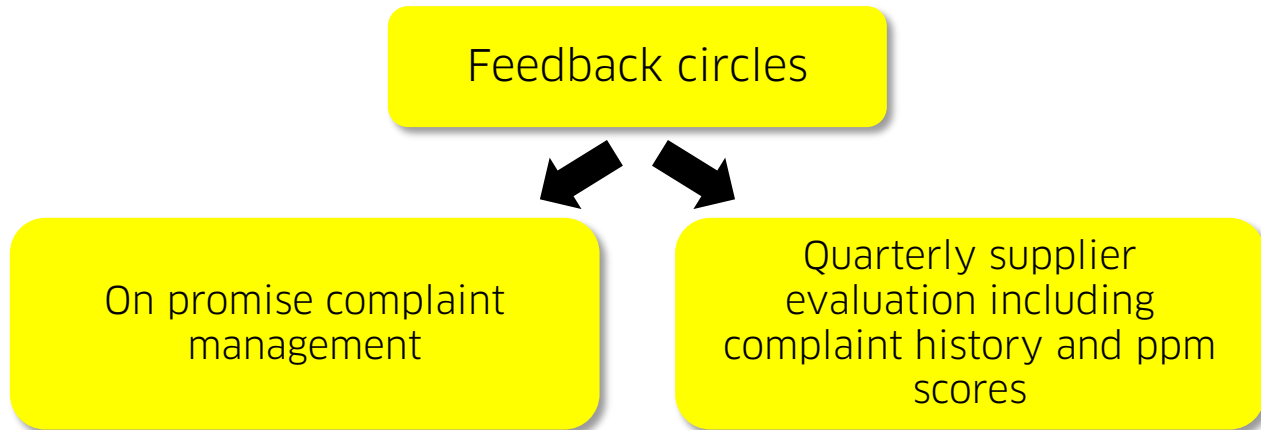 Feedback circles
On promise complaint
management
Quarterly supplier
evaluation including
complaint history and ppm
scores